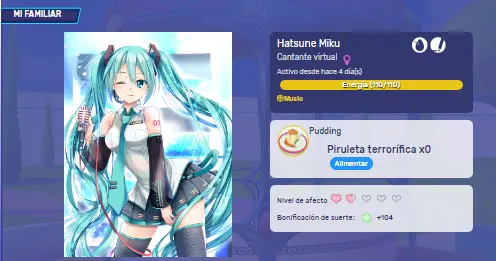 MI FAMILIAR
Hatsune Miku
Cantante virtual
Activo desde hace 4 día(s)
Energía (110/110)
Music
Pudding
Piruleta terrorífica x0
Alimentar
Nivel de afecto
Bonificación de suerte: +104
01